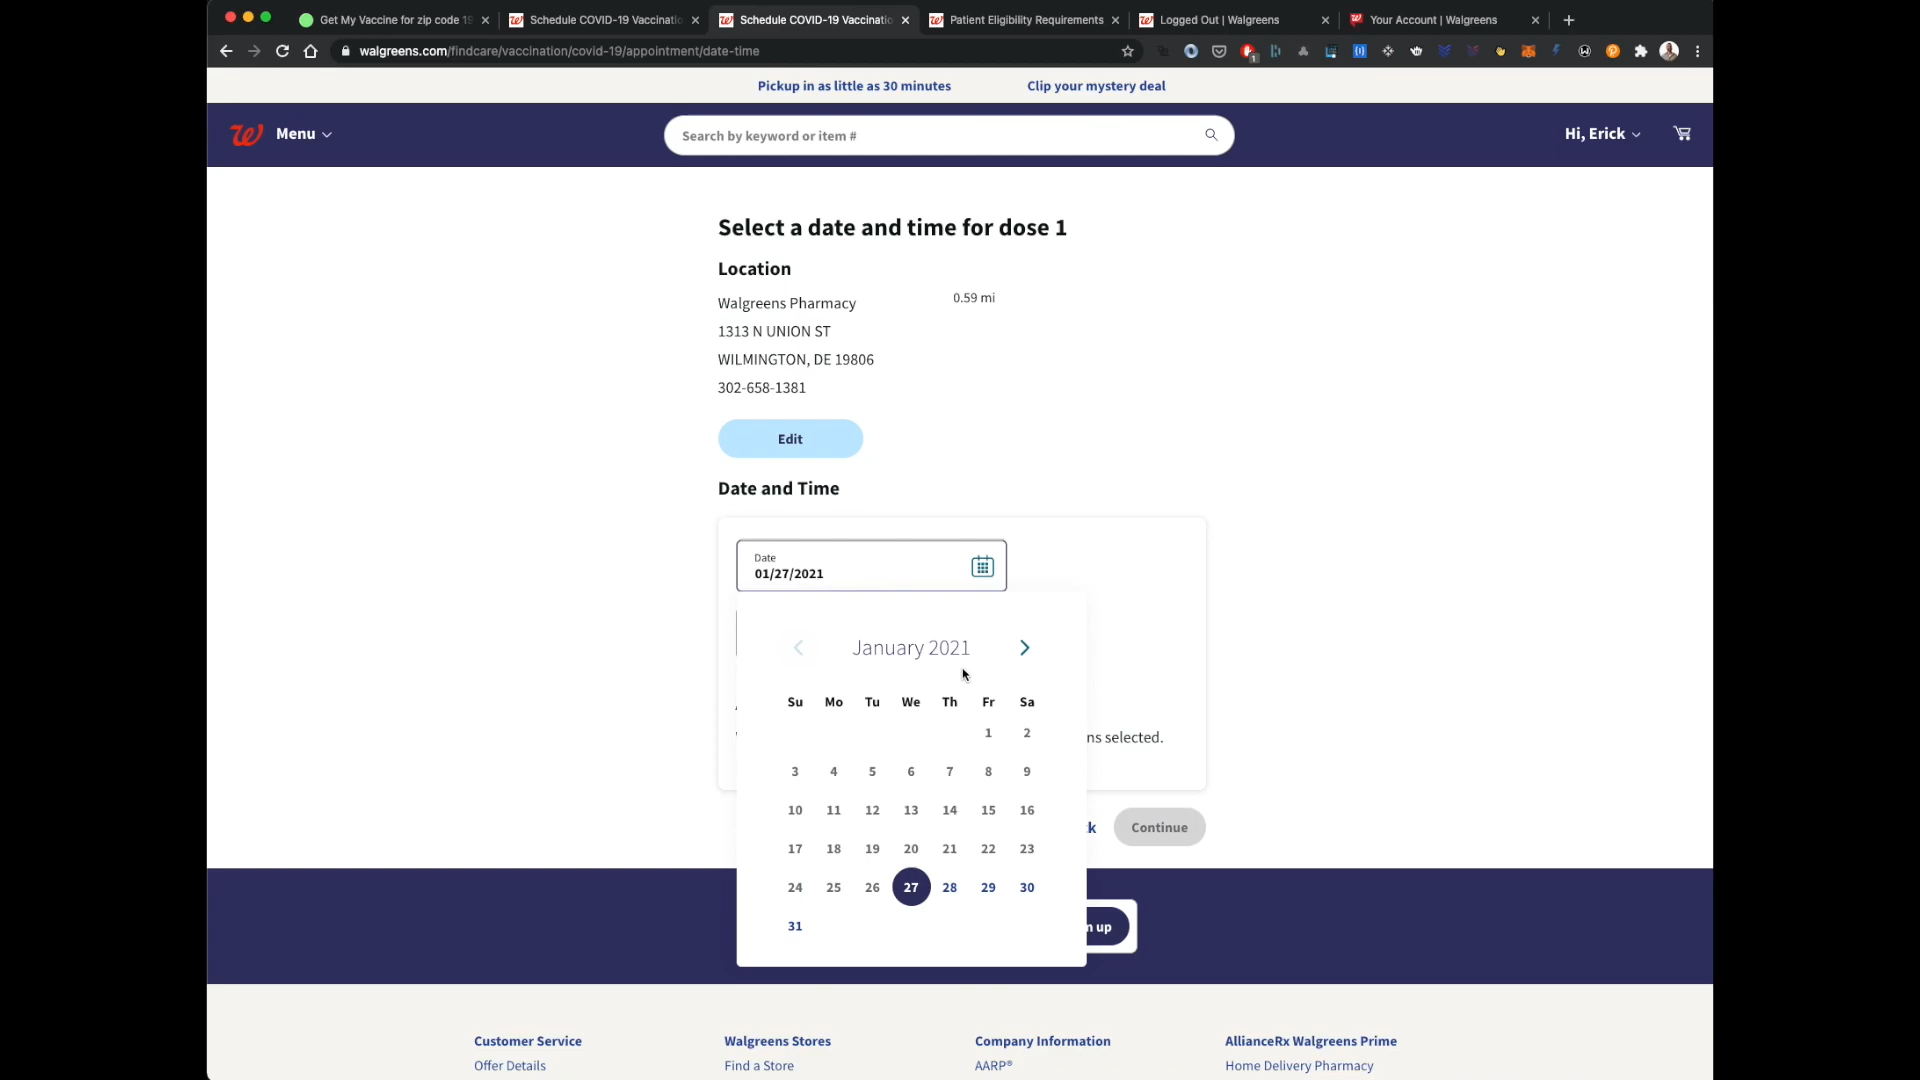 Get My Vaccine for zip code 19
Schedule COVID-19 Vaccinatio
Schedule COVID-19 Vaccinatio
Patient Eligibility Requirements
Logged Out | Walgreens
Your Account | Walgreens
walgreens.com/findcare/vaccination/covid-19/appointment/date-time
Pickup in as little as 30 minutes
Clip your mystery deal
Menu
Search by keyword or item #
Hi, Erick
Select a date and time for dose 1
Location
Walgreens Pharmacy
0.59 mi
1313 N UNION ST
WILMINGTON, DE 19806
302-658-1381
Edit
Date and Time
Date
01/27/2021
January 2021
Su Mo Tu We Th Fr Sa
1 2
3 4 5 6 7 8 9
10 11 12 13 14 15 16
17 18 19 20 21 22 23
24 25 26 27 28 29 30
31
ns selected.
k
Continue
n up
Customer Service
Walgreens Stores
Company Information
AllianceRx Walgreens Prime
Offer Details
Find a Store
AARP®
Home Delivery Pharmacy